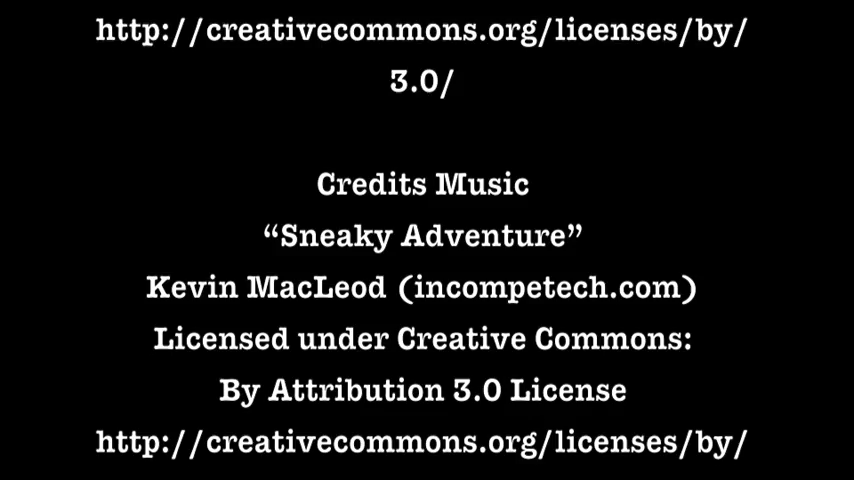 http://creativecommons.org/licenses/by/
3.0/
Credits Music
“Sneaky Adventure”
Kevin MacLeod (incompetech.com)
Licensed under Creative Commons:
By Attribution 3.0 License
http://creativecommons.org/licenses/by/